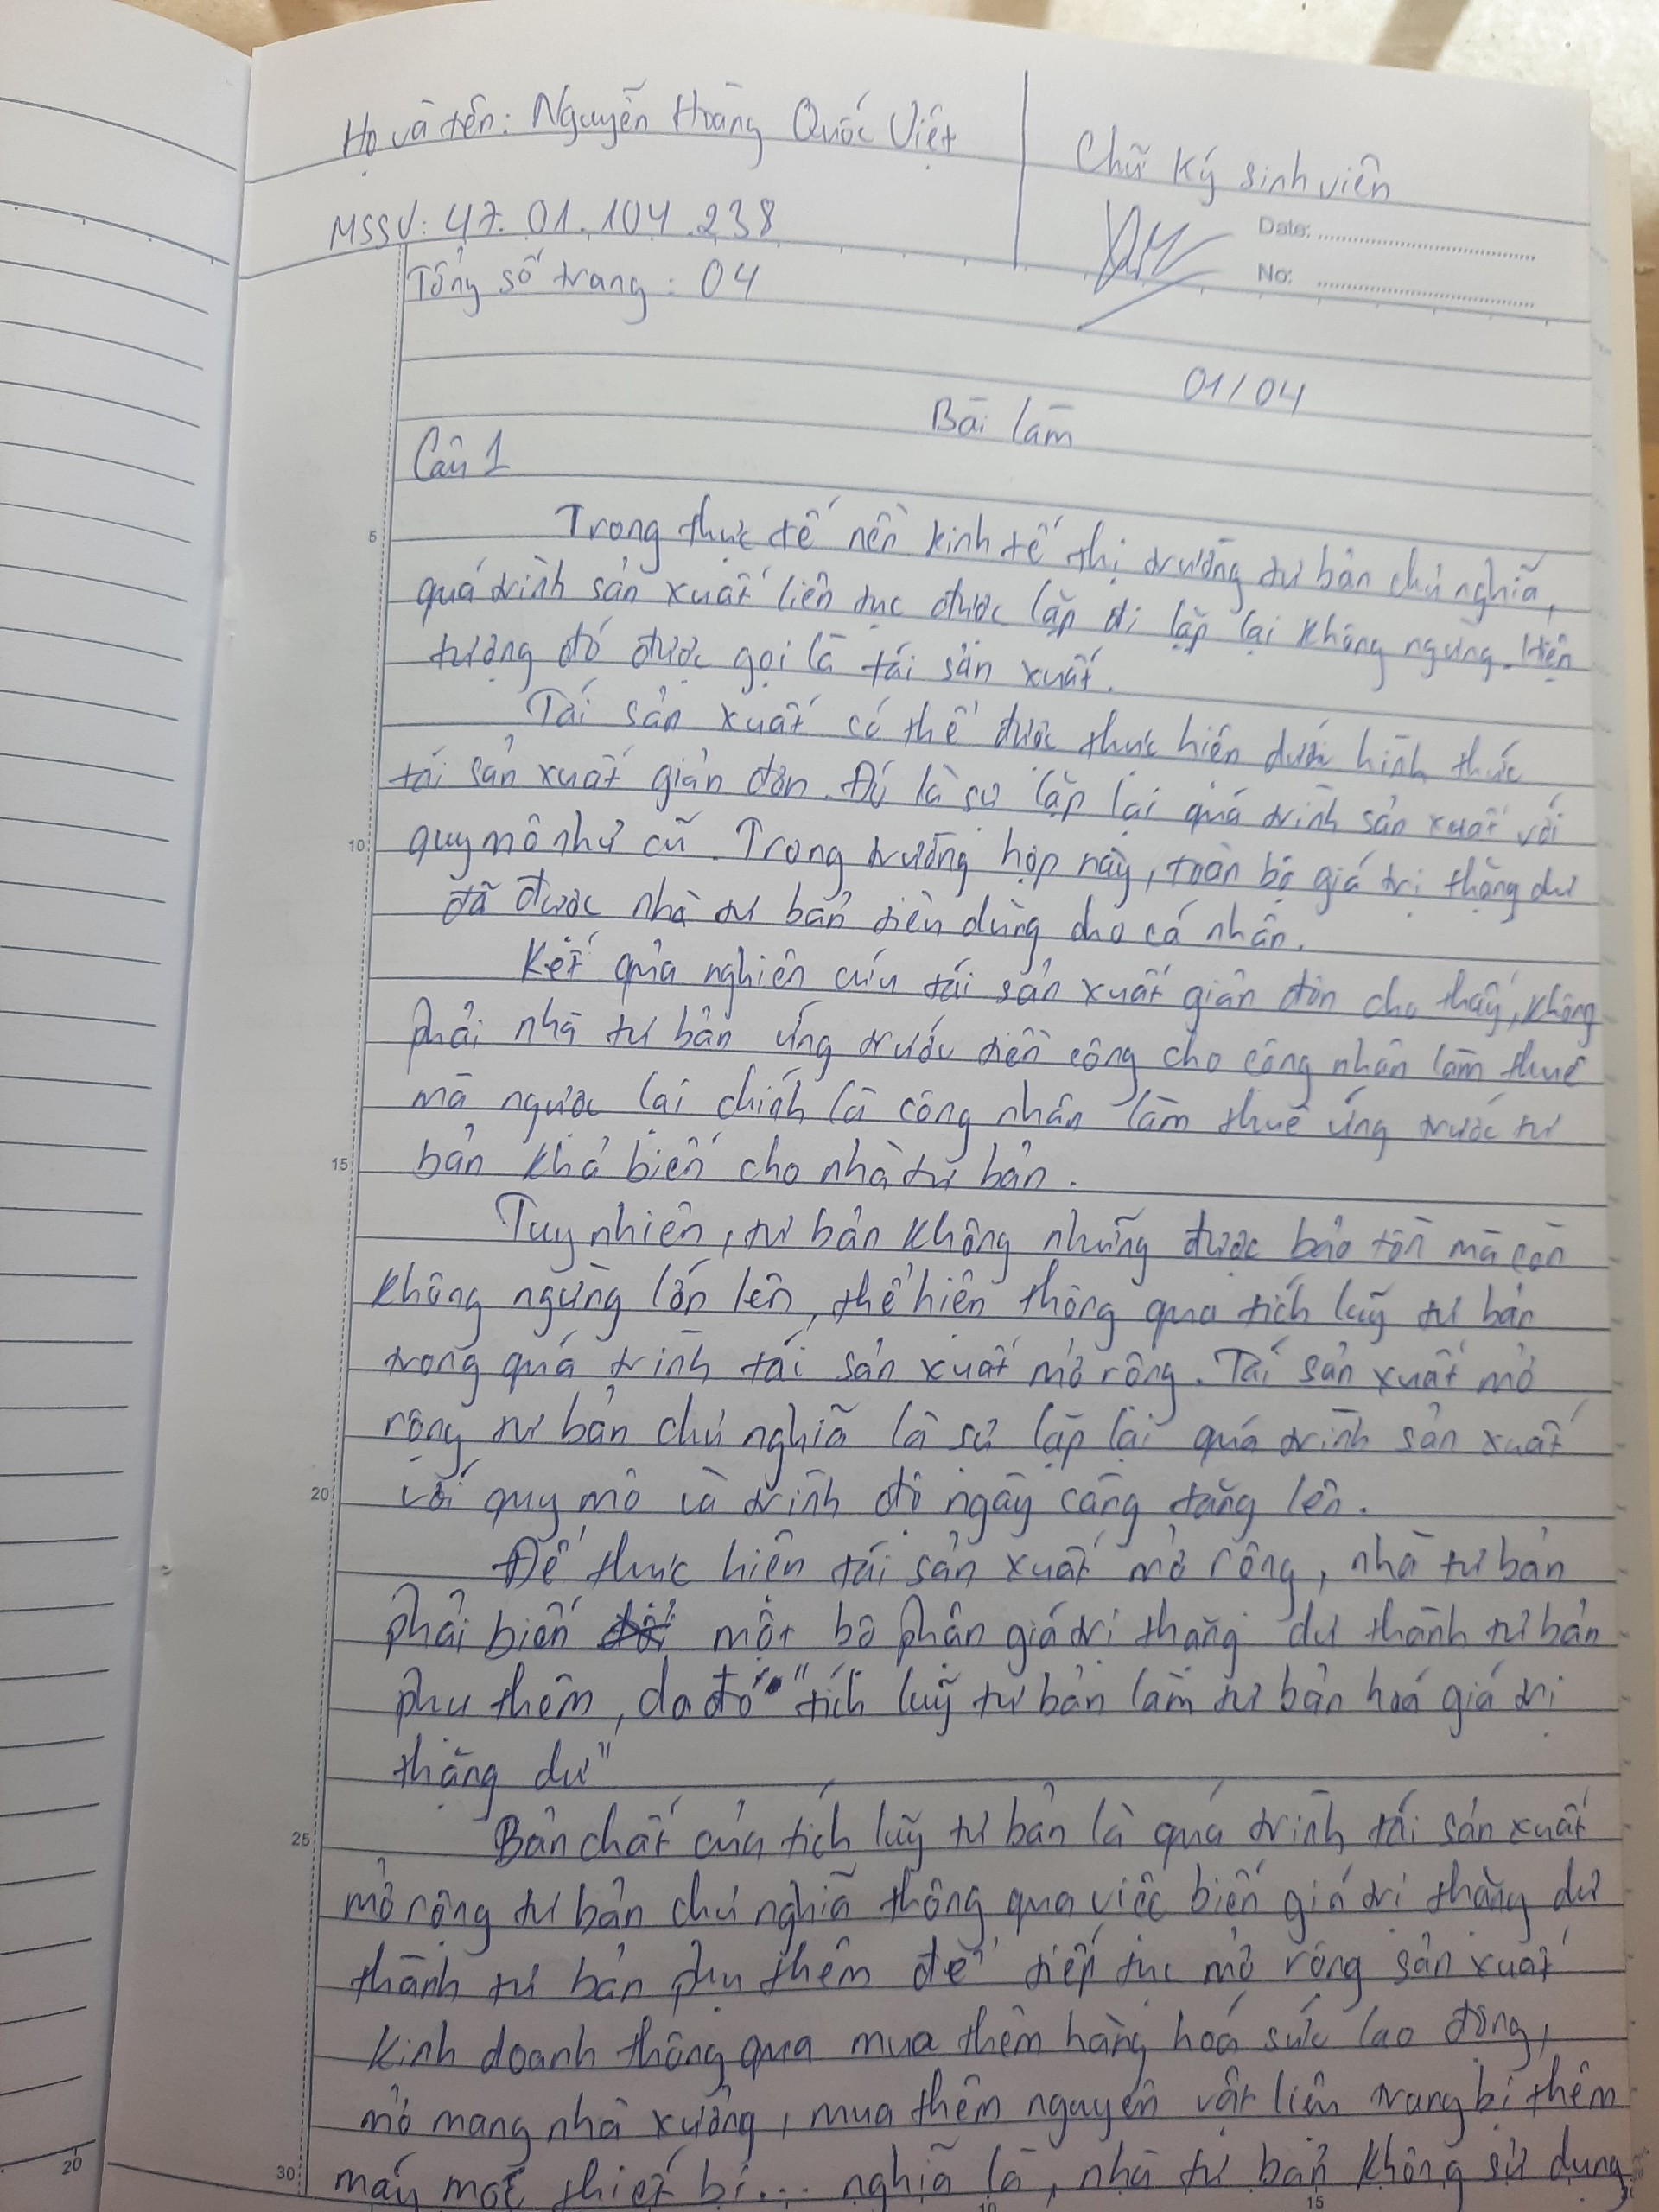 Họ và tên: Nguyễn Hoàng Quốc Việt
Chữ ký sinh viên
MSSV: 47.01.104.238
Date:
No:
Tổng số trang: 04
01/04
Bài làm
Câu 1
5
Trong thực tế nền kinh tế thị trường tư bản chủ nghĩa,
quá trình sản xuất liên tục được lặp đi lặp lại không ngưng. Hiện
tượng đó được gọi là tái sản xuất.
Tái sản xuất có thể được thực hiện dưới hình thức
tái sản xuất giản đơn. Đó là sự lặp lại quá trình sản xuất với
10
quy mô như cũ. Trong trường hợp này, toàn bộ giá trị thặng dư
đã được nhà tư bản tiêu dùng cho cá nhân.
Kết quả nghiên cứu tái sản xuất giản đơn cho thấy, không
phải nhà tư bản ứng trước tiền công cho công nhân làm thuê
mà ngược lại chính là công nhân làm thuê ứng trước tư
15
bản khả biến cho nhà tư bản.
Tuy nhiên, tư bản không những được bảo tồn mà còn
không ngừng lớn lên, thể hiện thông qua tích luỹ tư bản
trong quá trình tái sản xuất mở rộng. Tái sản xuất mở
rộng tư bản chủ nghĩa là sự lặp lại quá trình sản xuất
20
với quy mô và trình độ ngày càng tăng lên.
Để thực hiện tái sản xuất mở rộng, nhà tư bản
phải biến một bộ phận giá trị thặng dư thành tư bản
phụ thêm, do đó "tích luỹ tư bản làm tư bản hoá giá trị
thặng dư"
25
Bản chất của tích luỹ tư bản là quá trình tái sản xuất
mở rộng tư bản chủ nghĩa thông qua việc biến giá trị thặng dư
thành tư bản phụ thêm để tiếp tục mở rộng sản xuất
kinh doanh thông qua mua thêm hàng hoá sức lao động,
mở mang nhà xưởng, mua thêm nguyên vật liệu trang bị thêm
30
máy móc thiết bị... nghĩa là, nhà tư bản không sử dụng
20
10
15